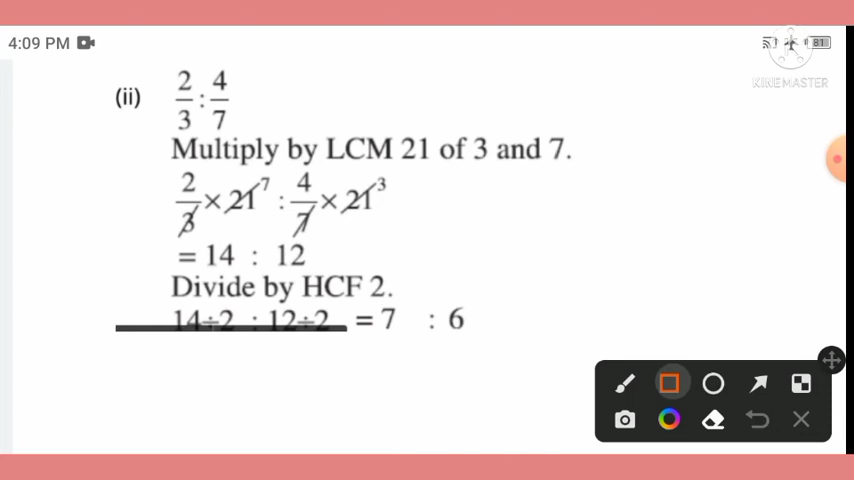 4:09 PM
81
KINEMASTER
(ii) 2/3 : 4/7
Multiply by LCM 21 of 3 and 7.
2/3 × 21 7 : 4/7 × 21 3
= 14 : 12
Divide by HCF 2.
14÷2 : 12÷2 = 7 : 6